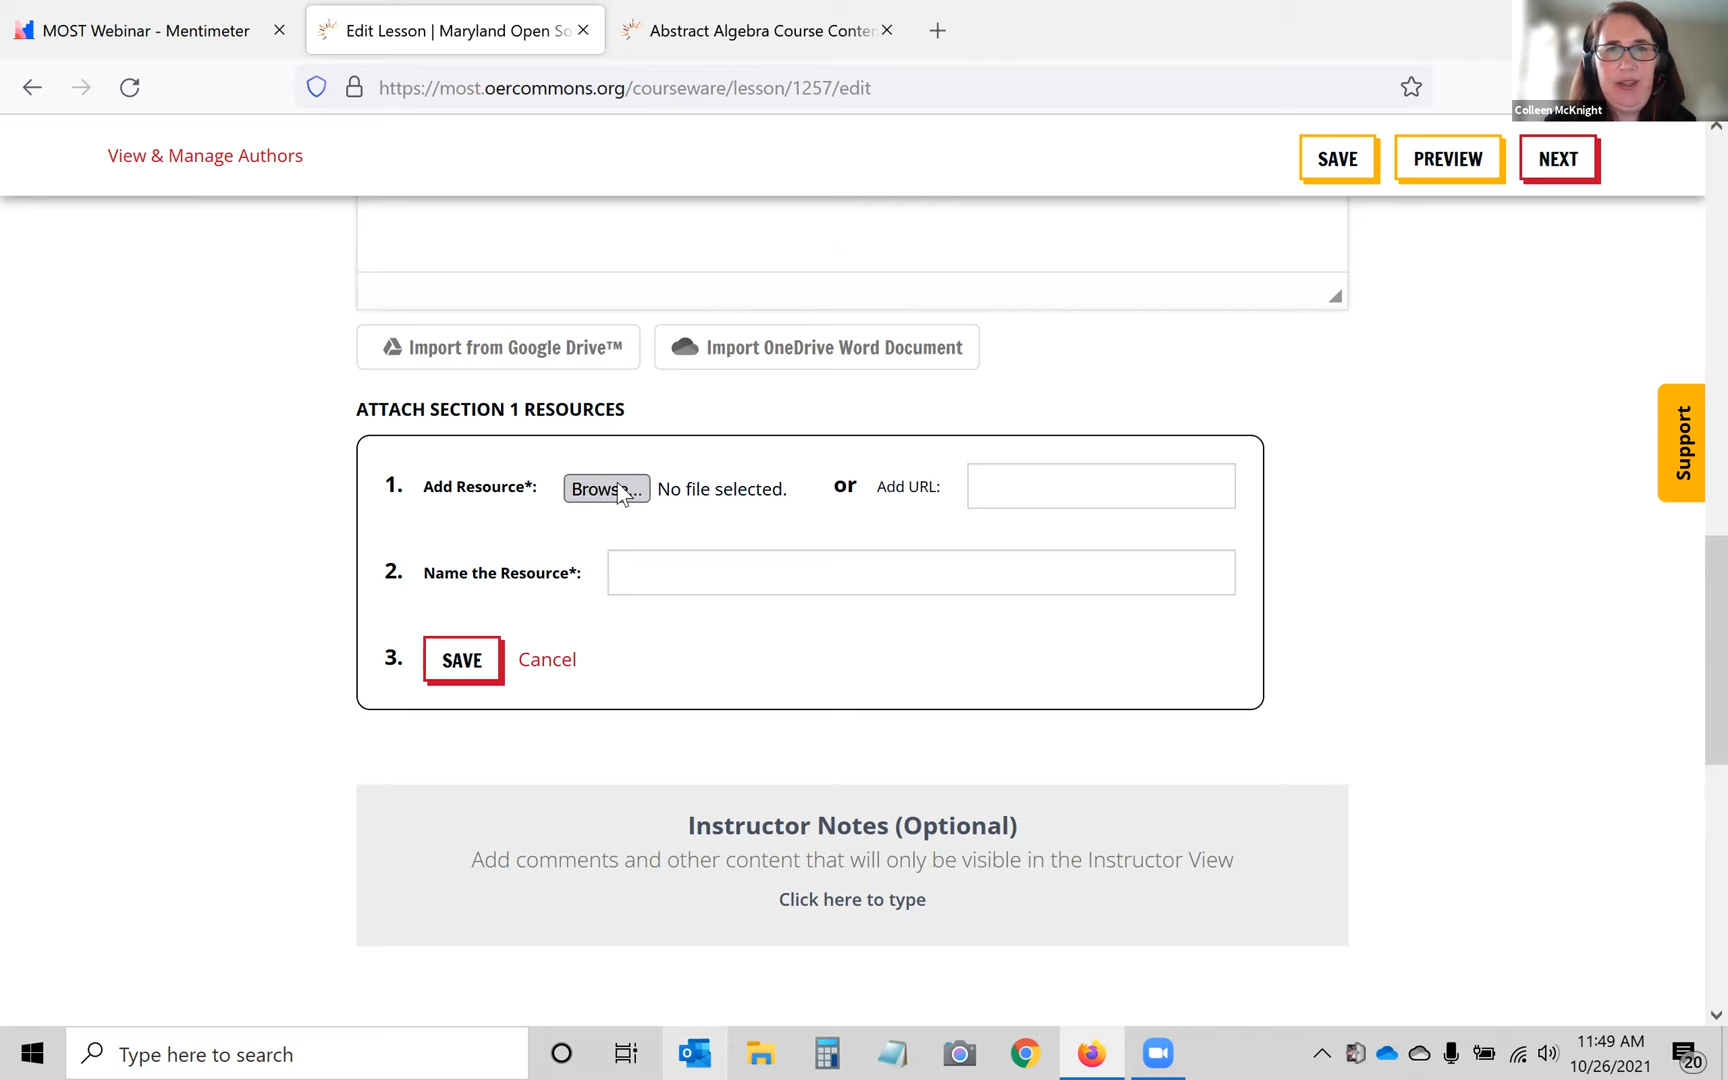 MOST Webinar - Mentimeter
Edit Lesson | Maryland Open So
Abstract Algebra Course Conter
https://most.oercommons.org/courseware/lesson/1257/edit
Colleen McKnight
View & Manage Authors
SAVE
PREVIEW
NEXT
Import from Google Drive™
Import OneDrive Word Document
Support
ATTACH SECTION 1 RESOURCES
1. Add Resource*: Browse... No file selected. or Add URL:
2. Name the Resource*:
3. SAVE Cancel
Instructor Notes (Optional)
Add comments and other content that will only be visible in the Instructor View
Click here to type
Type here to search
11:49 AM
10/26/2021
20